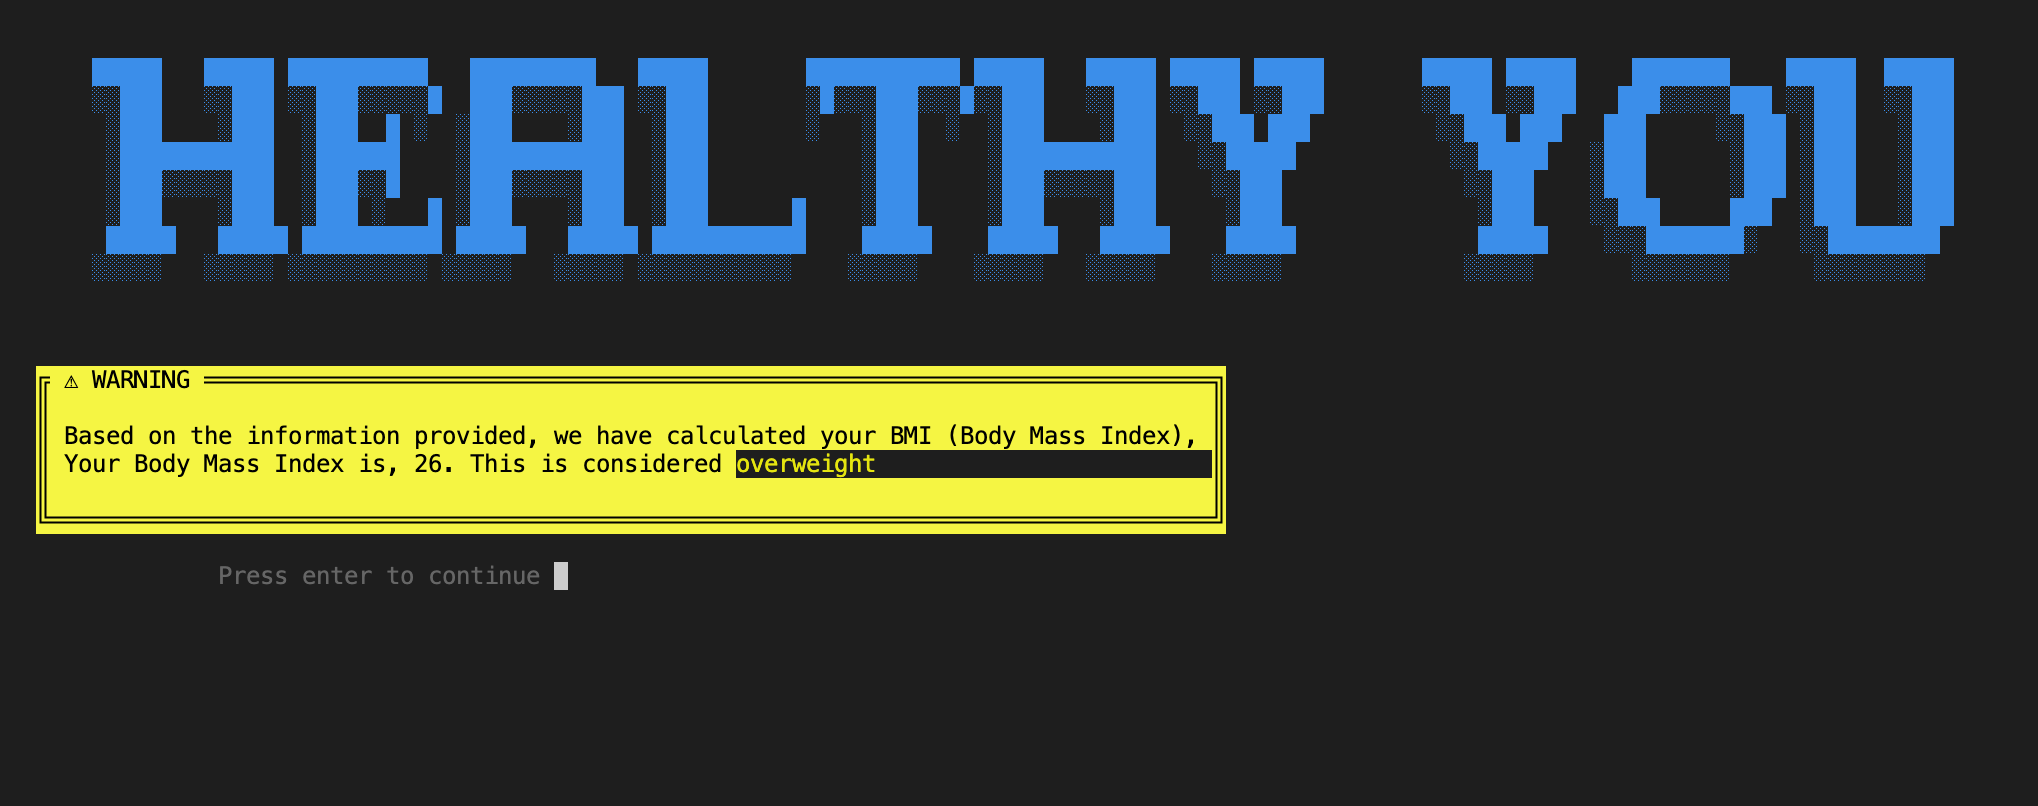 HEALTHY YOU
⚠ WARNING
Based on the information provided, we have calculated your BMI (Body Mass Index),
Your Body Mass Index is, 26. This is considered overweight
Press enter to continue